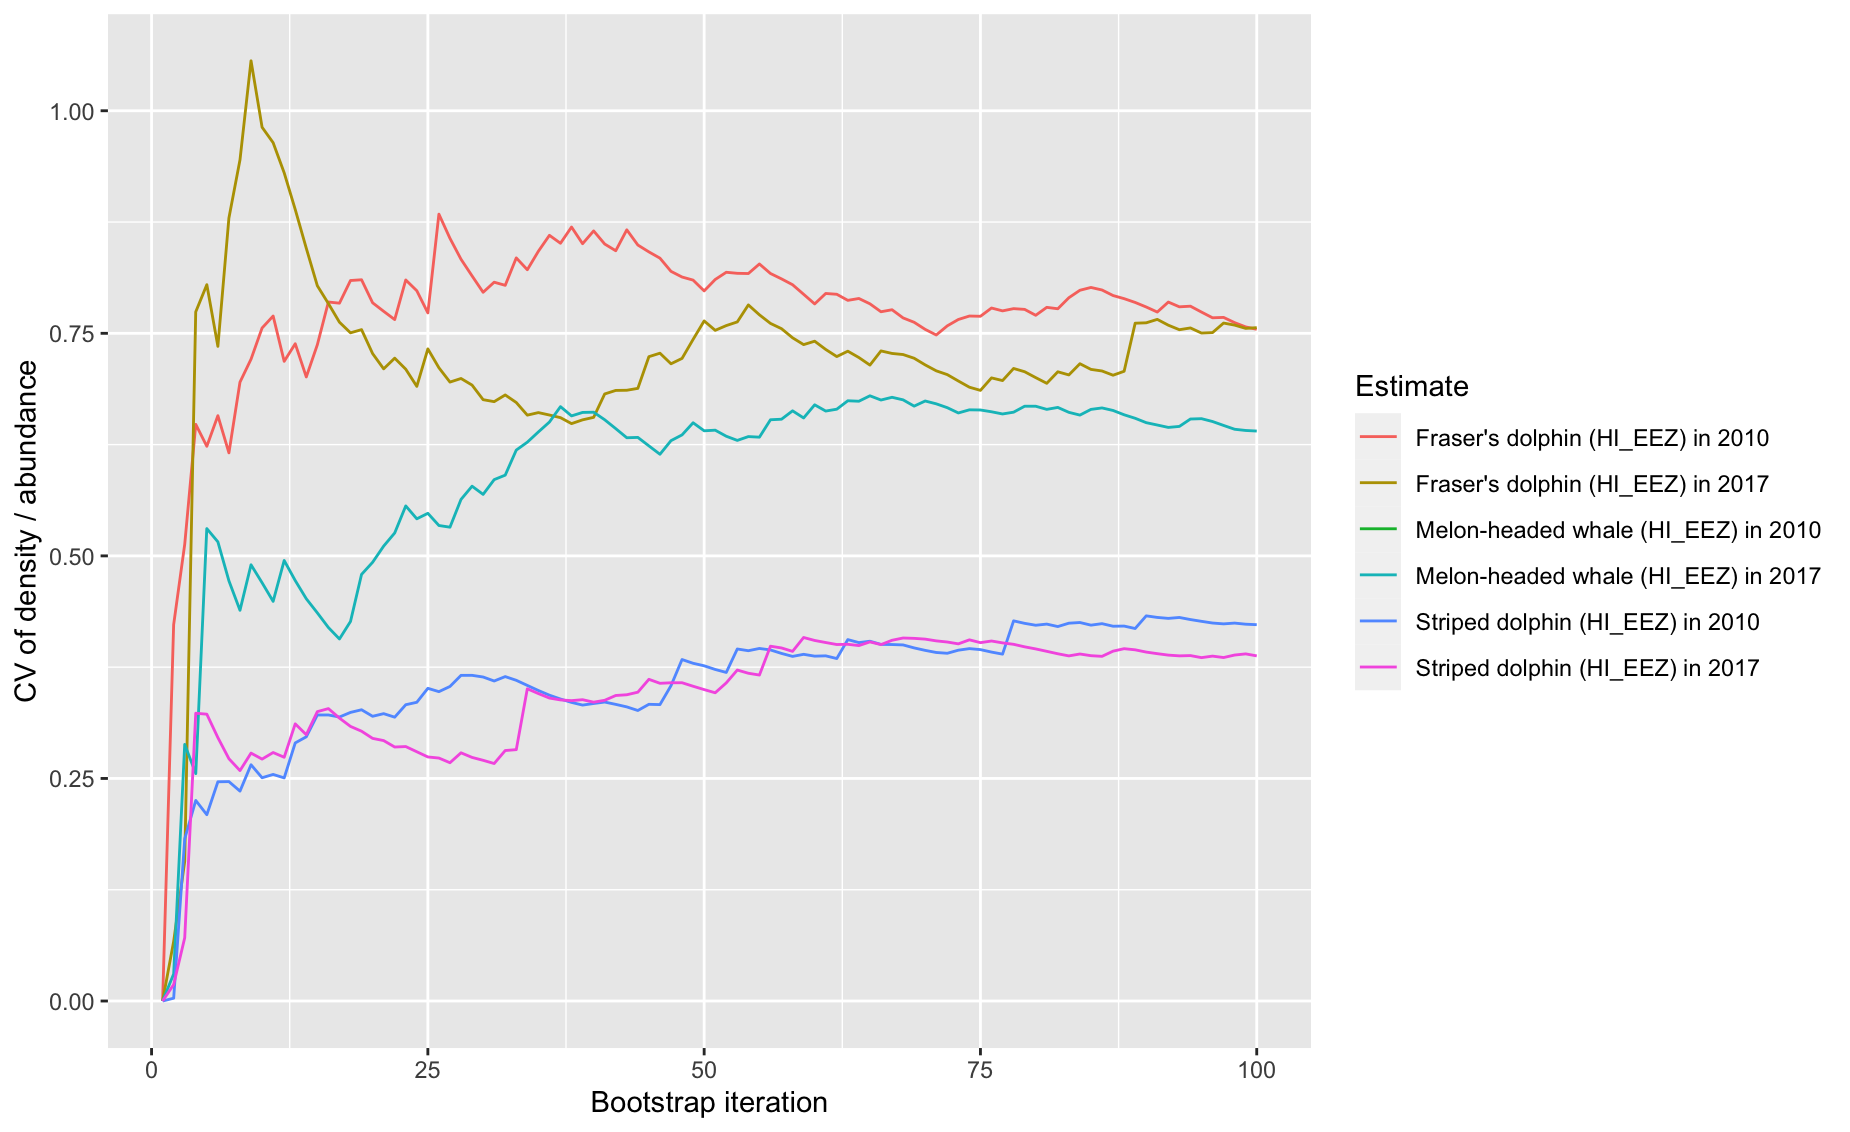 1.00
0.75
0.50
0.25
0.00
CV of density / abundance
0 25 50 75 100
Bootstrap iteration
Estimate
Fraser's dolphin (HI_EEZ) in 2010
Fraser's dolphin (HI_EEZ) in 2017
Melon-headed whale (HI_EEZ) in 2010
Melon-headed whale (HI_EEZ) in 2017
Striped dolphin (HI_EEZ) in 2010
Striped dolphin (HI_EEZ) in 2017